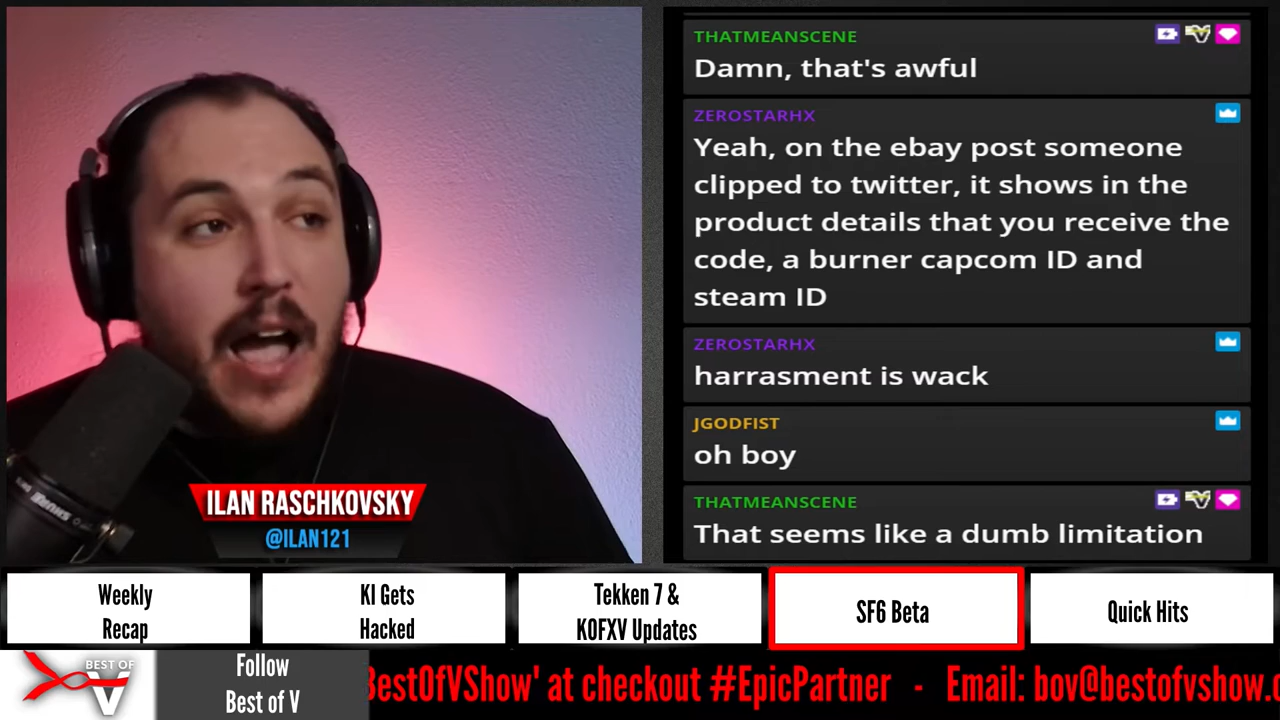 THATMEANSCENE
Damn, that's awful
ZEROSTARHX
Yeah, on the ebay post someone
clipped to twitter, it shows in the
product details that you receive the
code, a burner capcom ID and
steam ID
ZEROSTARHX
harrasment is wack
JGODFIST
oh boy
THATMEANSCENE
That seems like a dumb limitation
ILAN RASCHKOVSKY
@ILAN121
Weekly
Recap
KI Gets
Hacked
Tekken 7 &
KOFXV Updates
SF6 Beta
Quick Hits
BEST OF
V
Follow
Best of V
BestOfVShow' at checkout #EpicPartner - Email: bov@bestofvshow.c